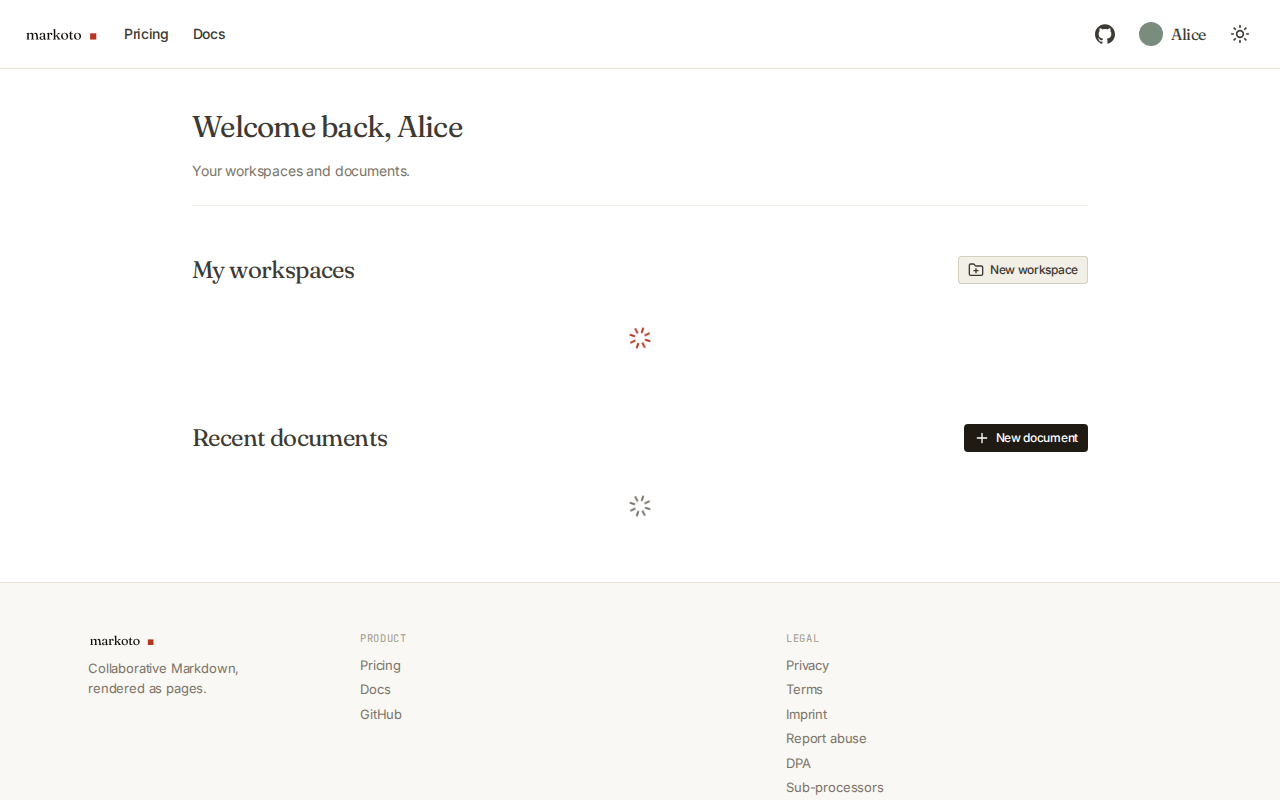 markoto
Pricing
Docs
Alice
Welcome back, Alice
Your workspaces and documents.
My workspaces
New workspace
Recent documents
New document
markoto
Collaborative Markdown,
rendered as pages.
PRODUCT
Pricing
Docs
GitHub
LEGAL
Privacy
Terms
Imprint
Report abuse
DPA
Sub-processors